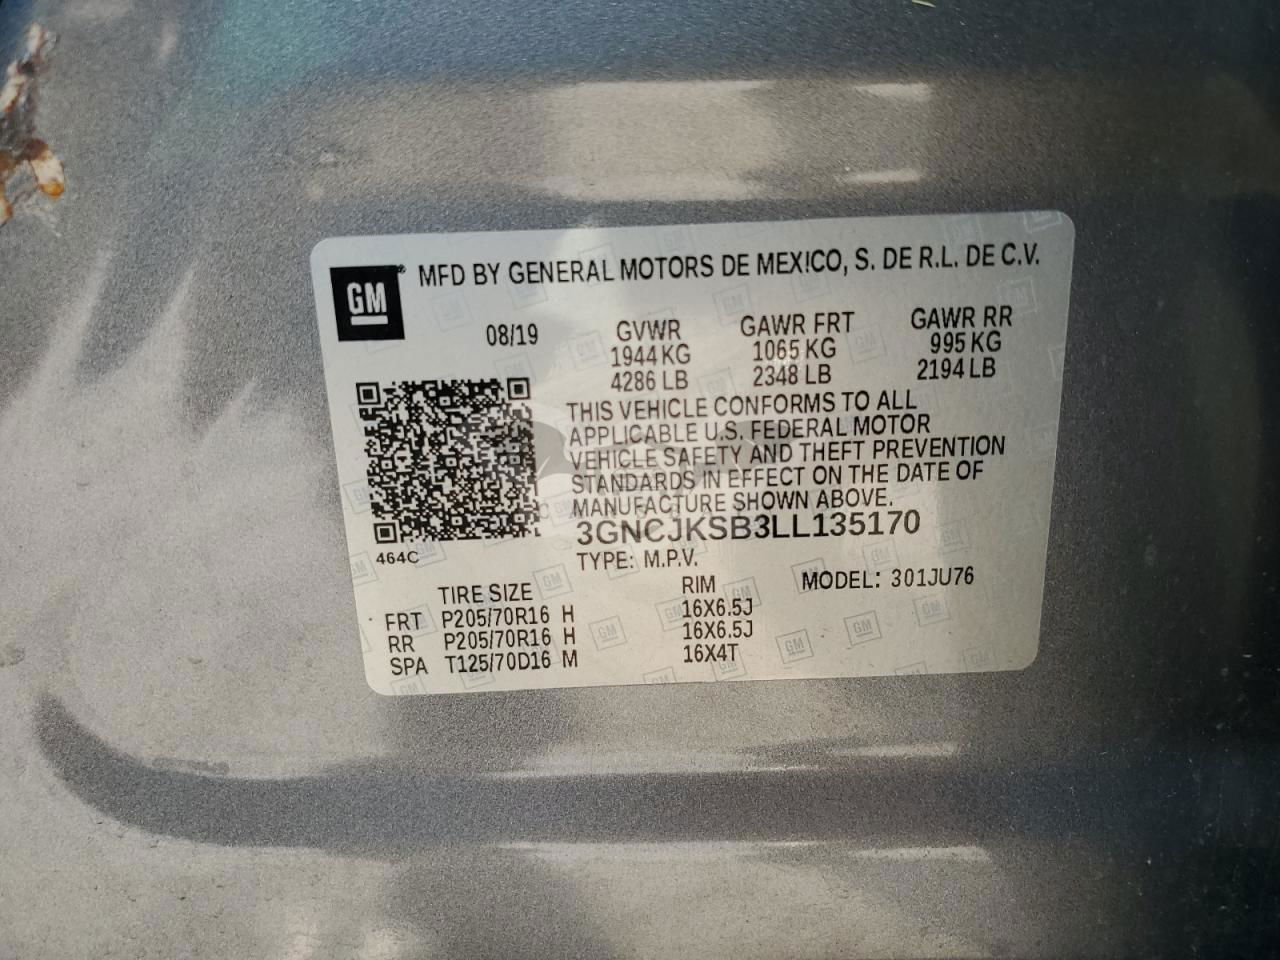 GM
MFD BY GENERAL MOTORS DE MEXICO, S. DE R.L. DE C.V.
08/19
GVWR GAWR FRT GAWR RR
1944 KG 1065 KG 995 KG
4286 LB 2348 LB 2194 LB
THIS VEHICLE CONFORMS TO ALL
APPLICABLE U.S. FEDERAL MOTOR
VEHICLE SAFETY AND THEFT PREVENTION
STANDARDS IN EFFECT ON THE DATE OF
MANUFACTURE SHOWN ABOVE.
3GNCJKSB3LL135170
464C
TYPE: M.P.V.
MODEL: 301JU76
TIRE SIZE RIM
FRT P205/70R16 H 16X6.5J
RR P205/70R16 H 16X6.5J
SPA T125/70D16 M 16X4T